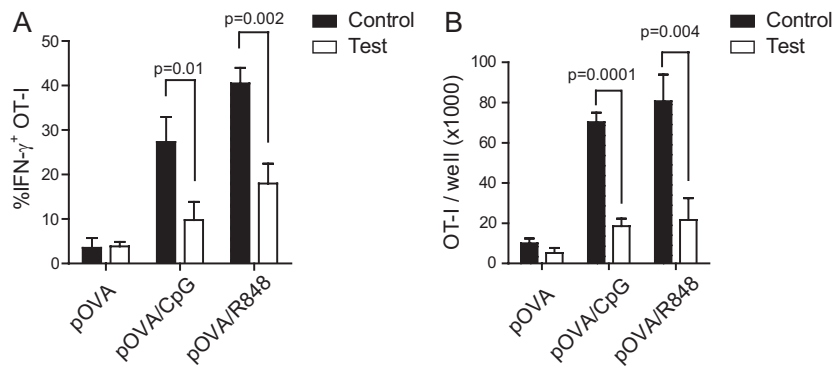 A
Control
Test
p=0.002
p=0.01
50
40
30
20
10
0
%IFN-γ+ OT-I
pOVA
pOVA/CpG
pOVA/R848
B
Control
Test
p=0.004
p=0.0001
100
80
60
40
20
0
OT-I / well (x1000)
pOVA
pOVA/CpG
pOVA/R848